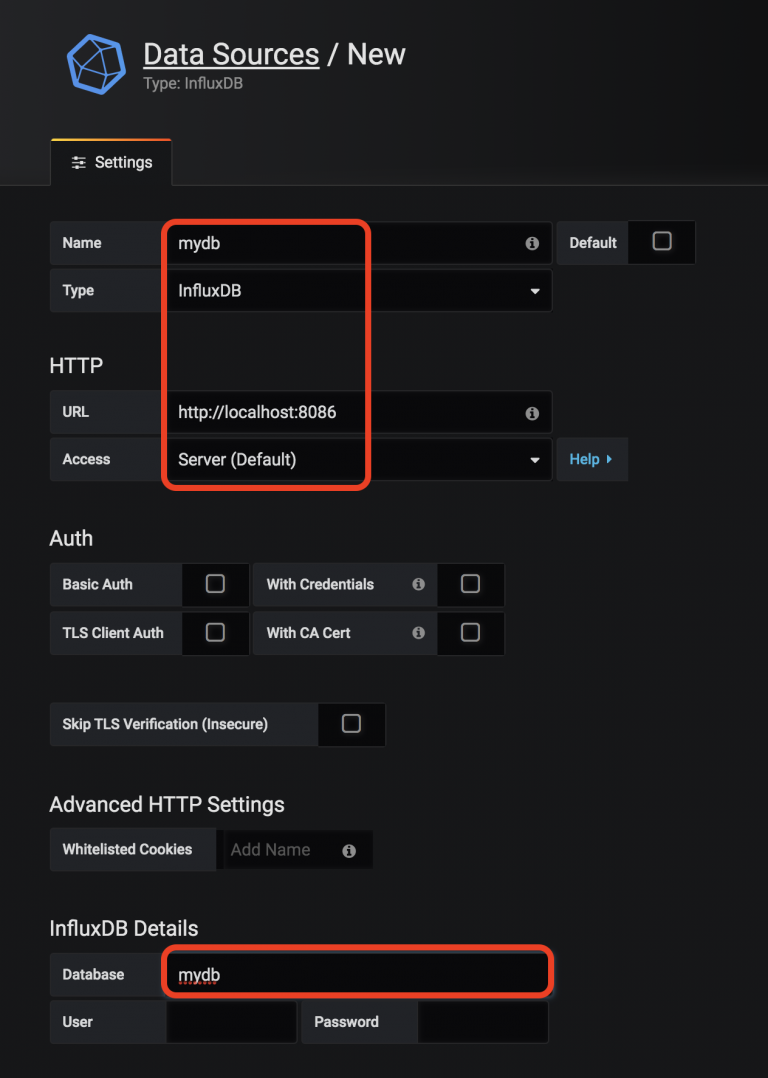 Data Sources / New
Type: InfluxDB
Settings
Name mydb Default
Type InfluxDB
HTTP
URL http://localhost:8086
Access Server (Default) Help
Auth
Basic Auth With Credentials
TLS Client Auth With CA Cert
Skip TLS Verification (Insecure)
Advanced HTTP Settings
Whitelisted Cookies Add Name
InfluxDB Details
Database mydb
User Password